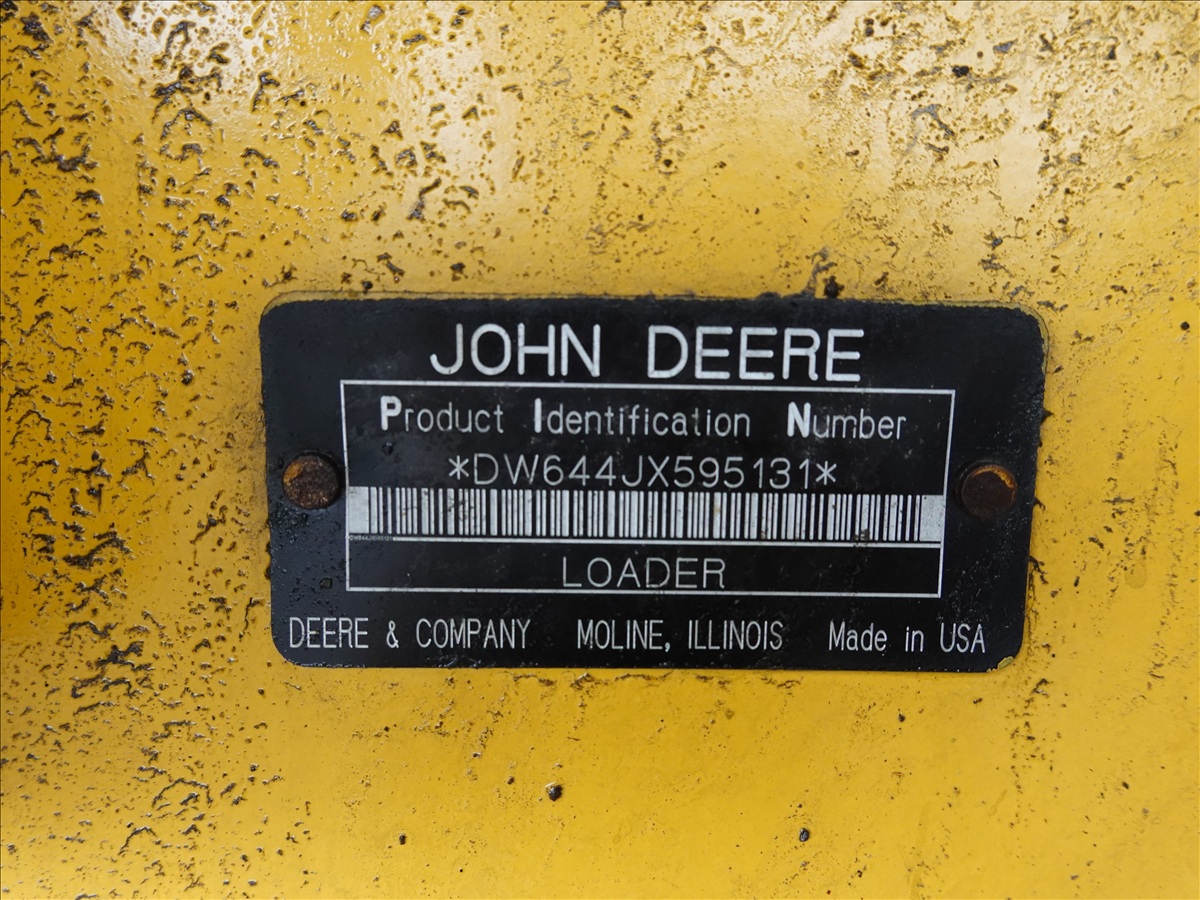 JOHN DEERE
Product Identification Number
*DW644JX595131*
LOADER
DEERE & COMPANY MOLINE, ILLINOIS Made in USA